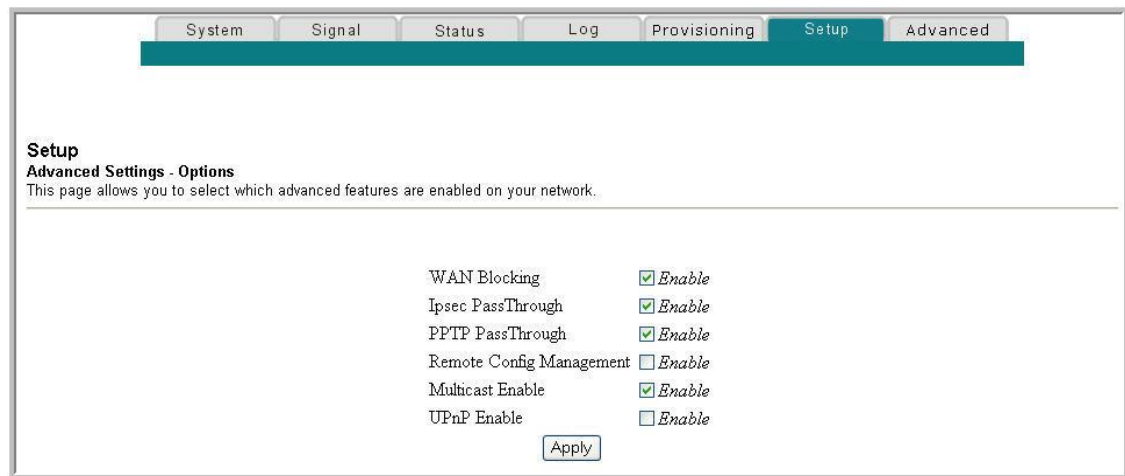 System Signal Status Log Provisioning Setup Advanced
Setup
Advanced Settings - Options
This page allows you to select which advanced features are enabled on your network.
WAN Blocking Enable
Ipsec PassThrough Enable
PPTP PassThrough Enable
Remote Config Management Enable
Multicast Enable Enable
UPnP Enable Enable
Apply